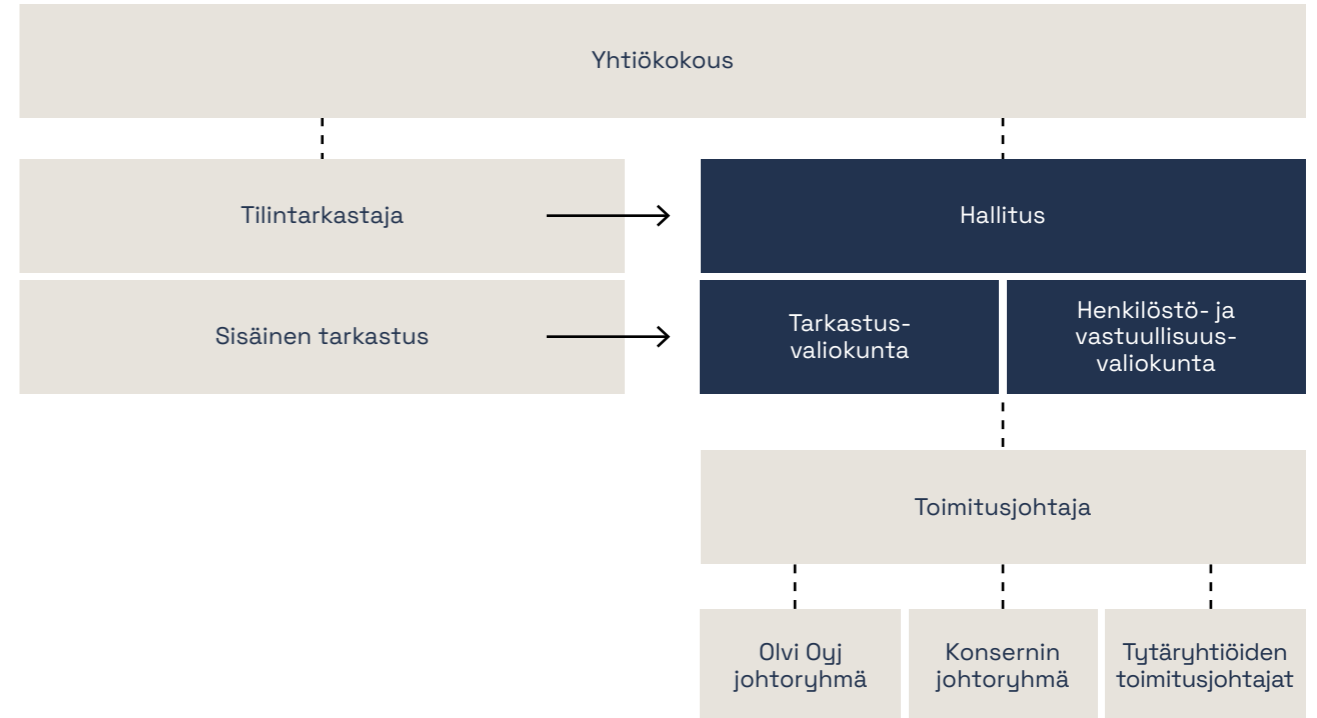 Yhtiökokous
Tilintarkastaja
Hallitus
Sisäinen tarkastus
Tarkastus-
valiokunta
Henkilöstö- ja
vastuullisuus-
valiokunta
Toimitusjohtaja
Olvi Oyj
johtoryhmä
Konsernin
johtoryhmä
Tytäryhtiöiden
toimitusjohtajat